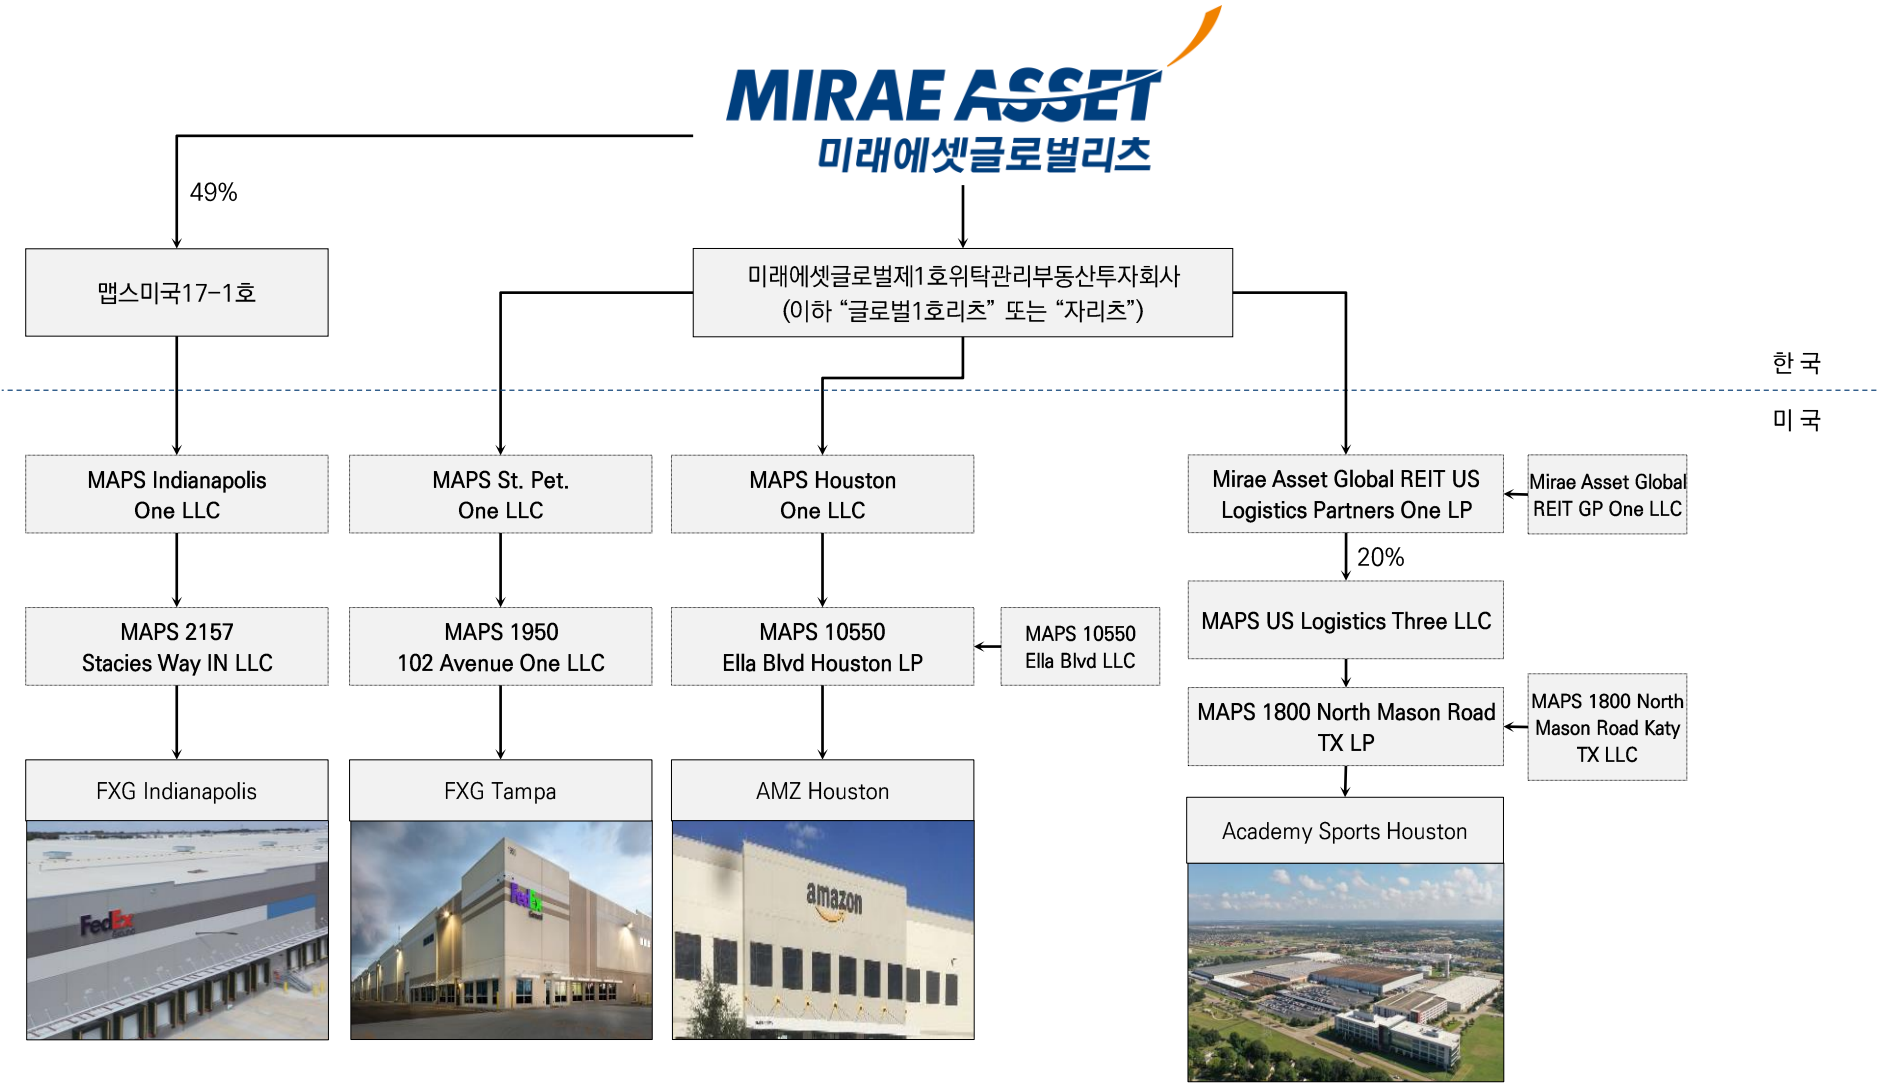 MIRAE ASSET
미래에셋글로벌리츠
49%
맵스미국17-1호
미래에셋글로벌제1호위탁관리부동산투자회사
(이하 “글로벌1호리츠” 또는 “자리츠”)
한 국
미 국
MAPS Indianapolis
One LLC
MAPS St. Pet.
One LLC
MAPS Houston
One LLC
Mirae Asset Global REIT US
Logistics Partners One LP
Mirae Asset Global
REIT GP One LLC
20%
MAPS 2157
Stacies Way IN LLC
MAPS 1950
102 Avenue One LLC
MAPS 10550
Ella Blvd Houston LP
MAPS 10550
Ella Blvd LLC
MAPS US Logistics Three LLC
MAPS 1800 North Mason Road
TX LP
MAPS 1800 North
Mason Road Katy
TX LLC
FXG Indianapolis
FXG Tampa
AMZ Houston
Academy Sports Houston
FedEx
Ground
FedEx
Ground
amazon